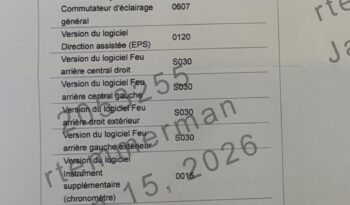 Commutateur d'éclairage 0607
général
Version du logiciel 0120
Direction assistée (EPS)
Version du logiciel Feu S030
arrière central droit
Version du logiciel Feu S030
arrière central gauche
Version du logiciel Feu S030
arrière droit extérieur
Version du logiciel Feu S030
arrière gauche extérieur
Version du logiciel 0015
Instrument
supplémentaire
(chronomètre)
rtemmerman
15, 2026